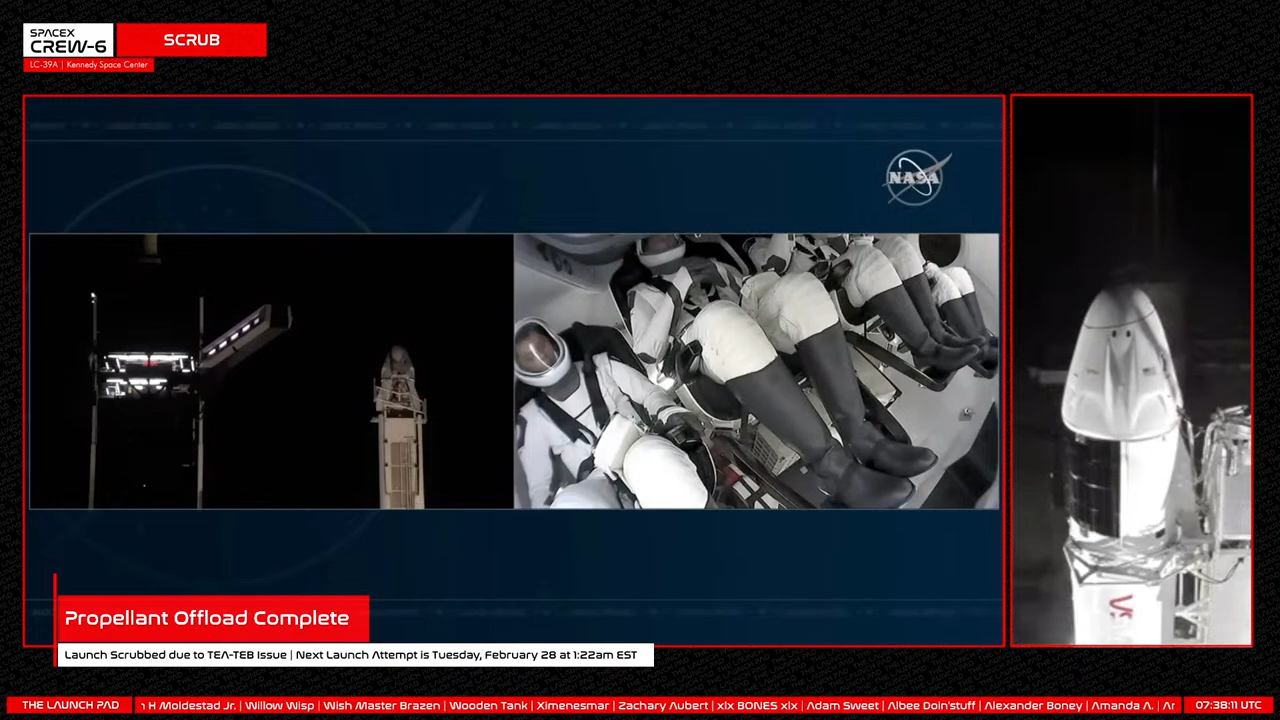 SPACEX
CREW-6
SCRUB
LC-39A | Kennedy Space Center
NASA
Propellant Offload Complete
Launch Scrubbed due to TEA-TEB Issue | Next Launch Attempt is Tuesday, February 28 at 1:22am EST
THE LAUNCH PAD
H Moldestad Jr. | Willow Wisp | Wish Master Brazen | Wooden Tank | Ximenesmar | Zachary Aubert | xlx BONES xlx | Adam Sweet | Albee Doin'stuff | Alexander Boney | Amanda A. | Ar
07:38:11 UTC